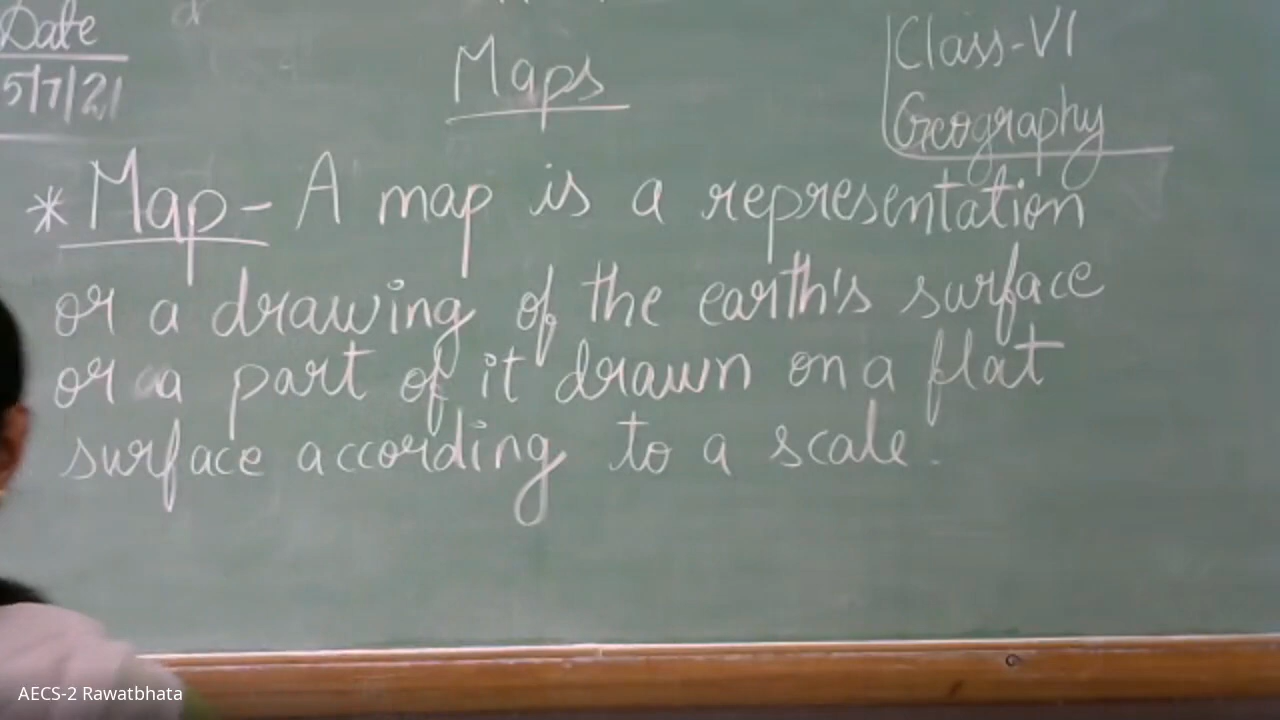 Date
5/7/21
Maps
Class-VI
Geography
* Map- A map is a representation
or a drawing of the earth's surface
or a part of it drawn on a flat
surface according to a scale.
AECS-2 Rawatbhata